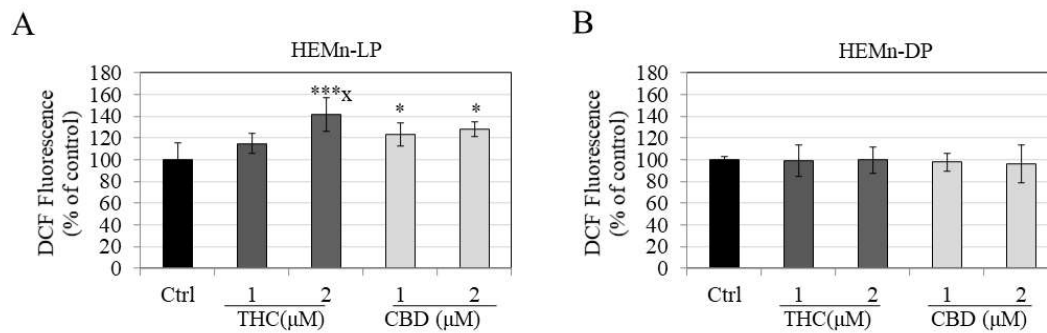 A
HEMn-LP
DCF Fluorescence
(% of control)
180
160
140
120
100
80
60
40
20
0
***x
*
*
Ctrl
1
2
1
2
THC(μM)
CBD (μM)
B
HEMn-DP
DCF Fluorescence
(% of control)
180
160
140
120
100
80
60
40
20
0
Ctrl
1
2
1
2
THC(μM)
CBD (μM)